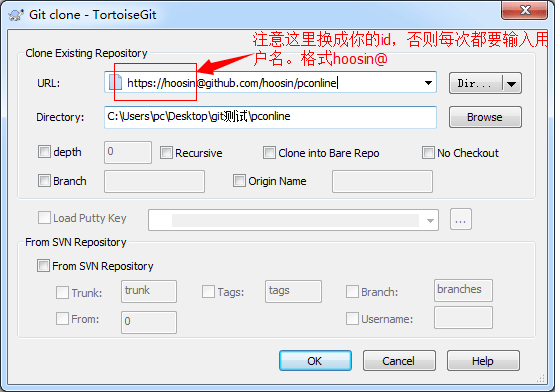 Git clone - TortoiseGit
注意这里换成你的id，否则每次都要输入用
户名。格式hoosin@
Clone Existing Repository
URL: https://hoosin@github.com/hoosin/pconline Dir...
Directory: C:\Users\pc\Desktop\git测试\pconline Browse
depth 0 Recursive Clone into Bare Repo No Checkout
Branch Origin Name
Load Putty Key ...
From SVN Repository
From SVN Repository
Trunk: trunk Tags: tags Branch: branches
From: 0 Username:
OK Cancel Help